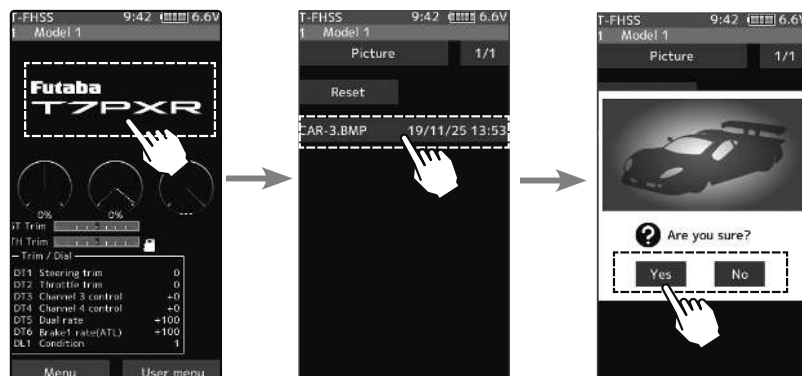 T-FHSS 9:42 6.6V
1 Model 1
Futaba
T7PXR
0% 0% ---
ST Trim
TH Trim
Trim / Dial
DT1 Steering trim 0
DT2 Throttle trim 0
DT3 Channel 3 control +0
DT4 Channel 4 control +0
DT5 Dual rate +100
DT6 Brake1 rate(ATL) +100
DL1 Condition 1
Menu User menu
T-FHSS 9:42 6.6V
1 Model 1
Picture 1/1
Reset
CAR-3.BMP 19/11/25 13:53
T-FHSS 9:42 6.6V
1 Model 1
Picture 1/1
? Are you sure?
Yes No